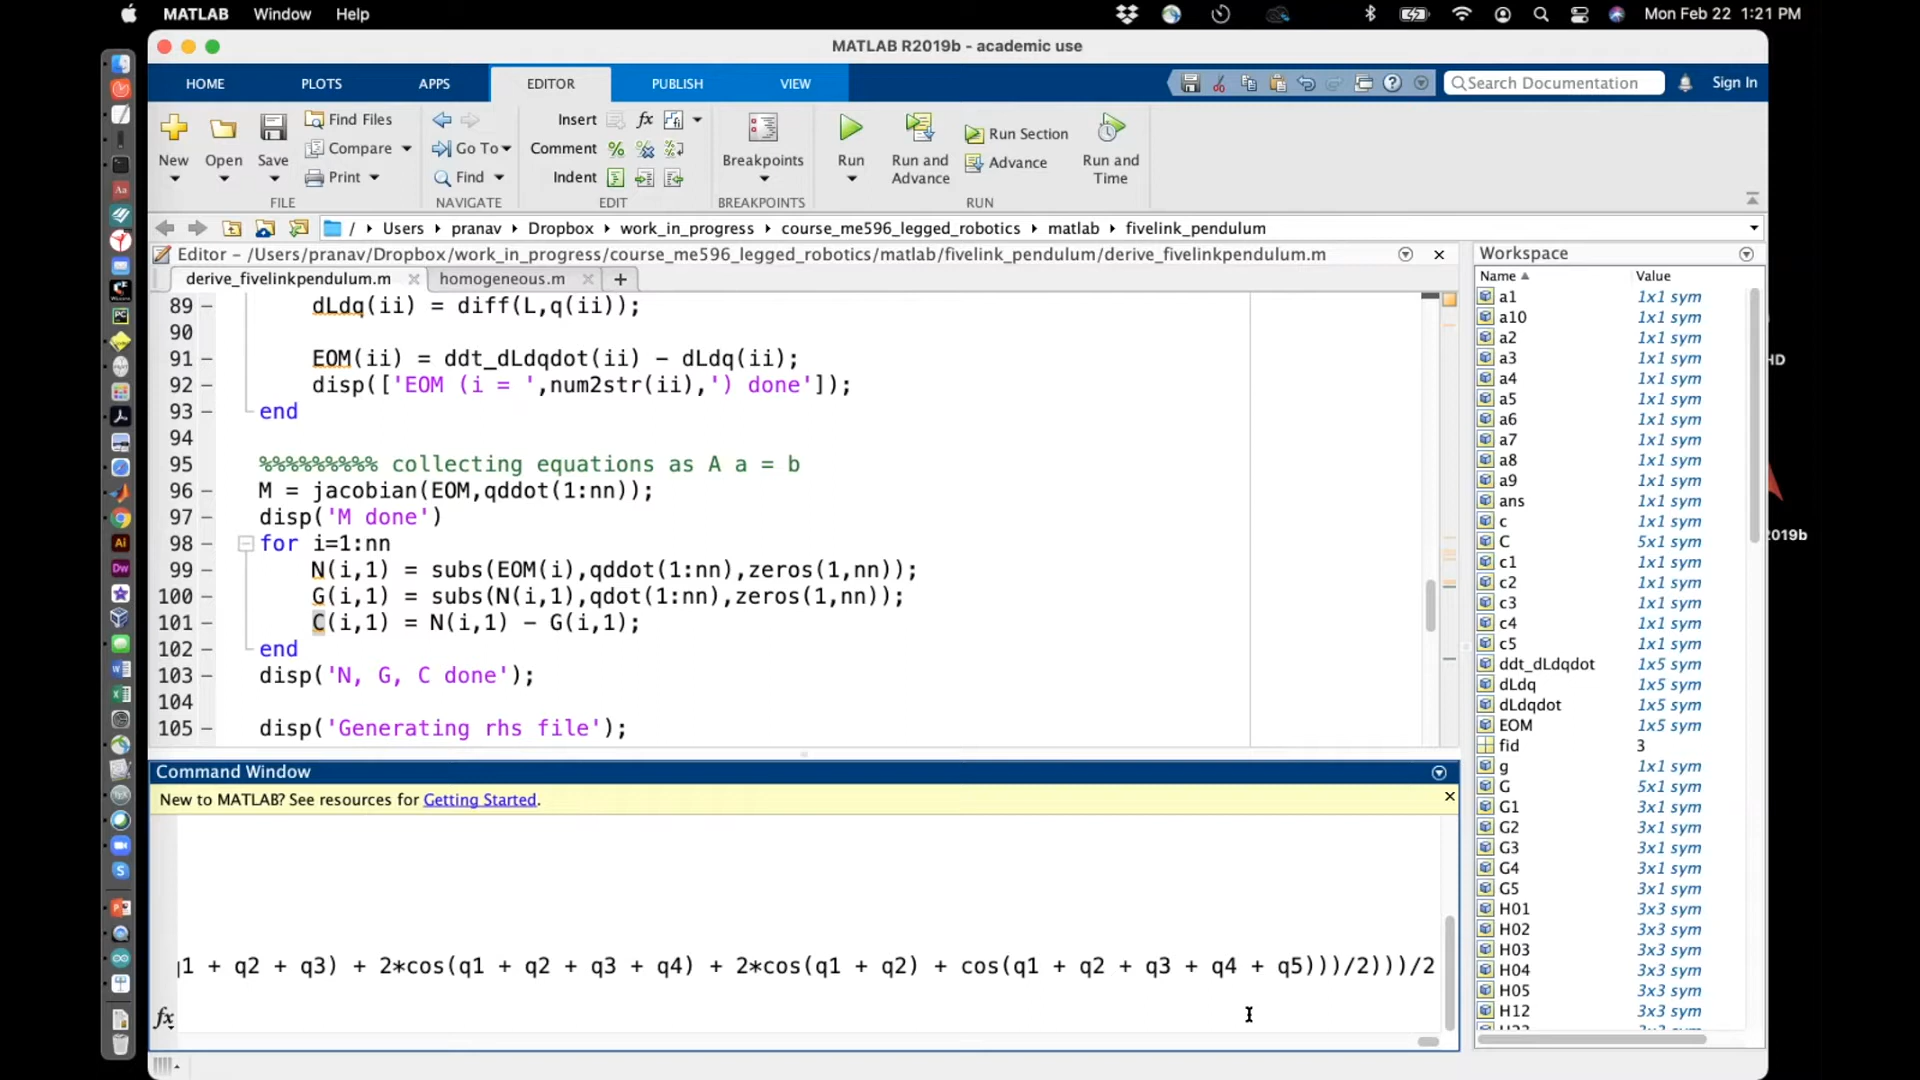 MATLAB Window Help
Mon Feb 22 1:21 PM
MATLAB R2019b - academic use
HOME PLOTS APPS EDITOR PUBLISH VIEW
Search Documentation Sign In
New Open Save Find Files Compare Print
Go To Find
Insert fx
Comment
Indent
Breakpoints
Run Run and Advance Run Section Advance Run and Time
FILE NAVIGATE EDIT BREAKPOINTS RUN
/ Users pranav Dropbox work_in_progress course_me596_legged_robotics matlab fivelink_pendulum
Editor - /Users/pranav/Dropbox/work_in_progress/course_me596_legged_robotics/matlab/fivelink_pendulum/derive_fivelinkpendulum.m
derive_fivelinkpendulum.m homogeneous.m +
89 - dLdq(ii) = diff(L,q(ii));
90
91 - EOM(ii) = ddt_dLdqdot(ii) - dLdq(ii);
92 - disp(['EOM (i = ',num2str(ii),') done']);
93 - end
94
95 %%%%%%%%% collecting equations as A a = b
96 - M = jacobian(EOM,qddot(1:nn));
97 - disp('M done')
98 - for i=1:nn
99 - N(i,1) = subs(EOM(i),qddot(1:nn),zeros(1,nn));
100 - G(i,1) = subs(N(i,1),qdot(1:nn),zeros(1,nn));
101 - C(i,1) = N(i,1) - G(i,1);
102 - end
103 - disp('N, G, C done');
104
105 - disp('Generating rhs file');
Command Window
New to MATLAB? See resources for Getting Started.
q1 + q2 + q3) + 2*cos(q1 + q2 + q3 + q4) + 2*cos(q1 + q2) + cos(q1 + q2 + q3 + q4 + q5)))/2)))/2
fx
Workspace
Name Value
a1 1x1 sym
a10 1x1 sym
a2 1x1 sym
a3 1x1 sym
a4 1x1 sym
a5 1x1 sym
a6 1x1 sym
a7 1x1 sym
a8 1x1 sym
a9 1x1 sym
ans 1x1 sym
c 1x1 sym
C 5x1 sym
c1 1x1 sym
c2 1x1 sym
c3 1x1 sym
c4 1x1 sym
c5 1x1 sym
ddt_dLdqdot 1x5 sym
dLdq 1x5 sym
dLdqdot 1x5 sym
EOM 1x5 sym
fid 3
g 1x1 sym
G 5x1 sym
G1 3x1 sym
G2 3x1 sym
G3 3x1 sym
G4 3x1 sym
G5 3x1 sym
H01 3x3 sym
H02 3x3 sym
H03 3x3 sym
H04 3x3 sym
H05 3x3 sym
H12 3x3 sym
HD
2019b